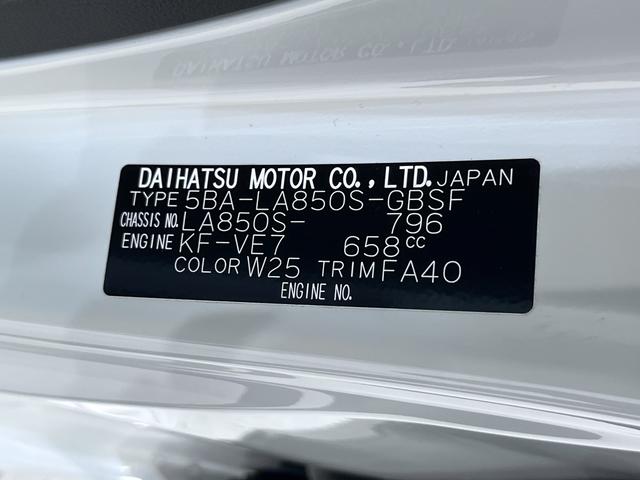 DAIHATSU MOTOR CO., LTD. JAPAN
TYPE 5BA-LA850S-GBSF
CHASSIS NO. LA850S- 796
ENGINE KF-VE7 658cc
COLOR W25 TRIM FA40
ENGINE NO.